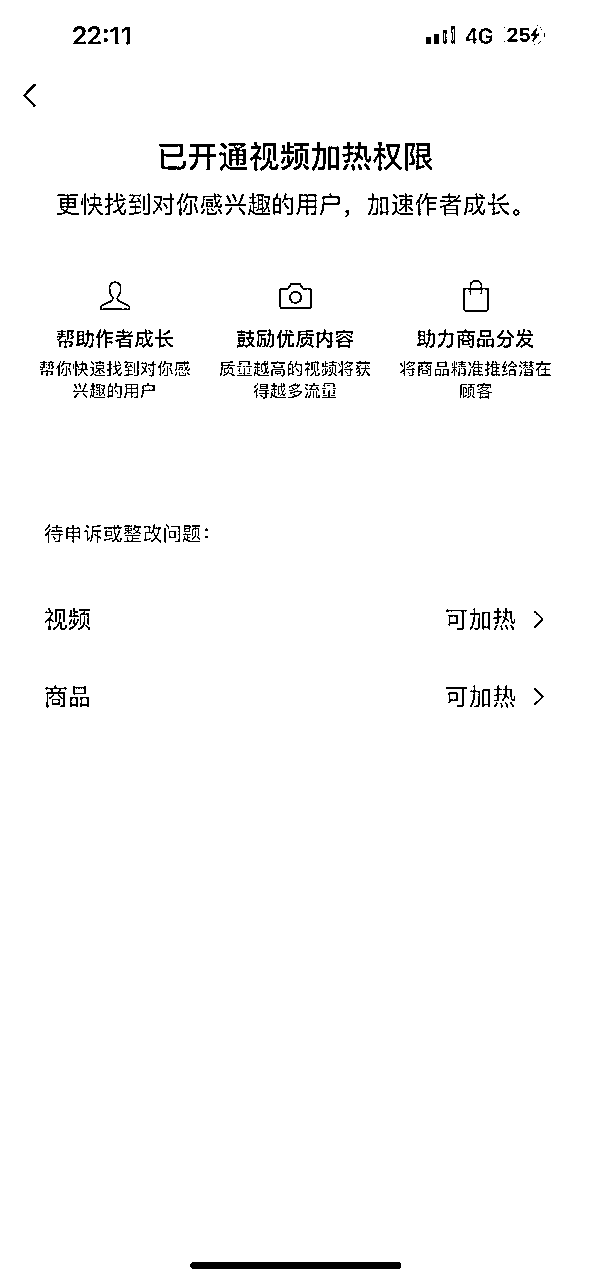 22:11 4G 25
已开通视频加热权限
更快找到对你感兴趣的用户，加速作者成长。
帮助作者成长 鼓励优质内容 助力商品分发
帮你快速找到对你感 质量越高的视频将获 将商品精准推给潜在
兴趣的用户 得越多流量 顾客
待申诉或整改问题：
视频 可加热
商品 可加热